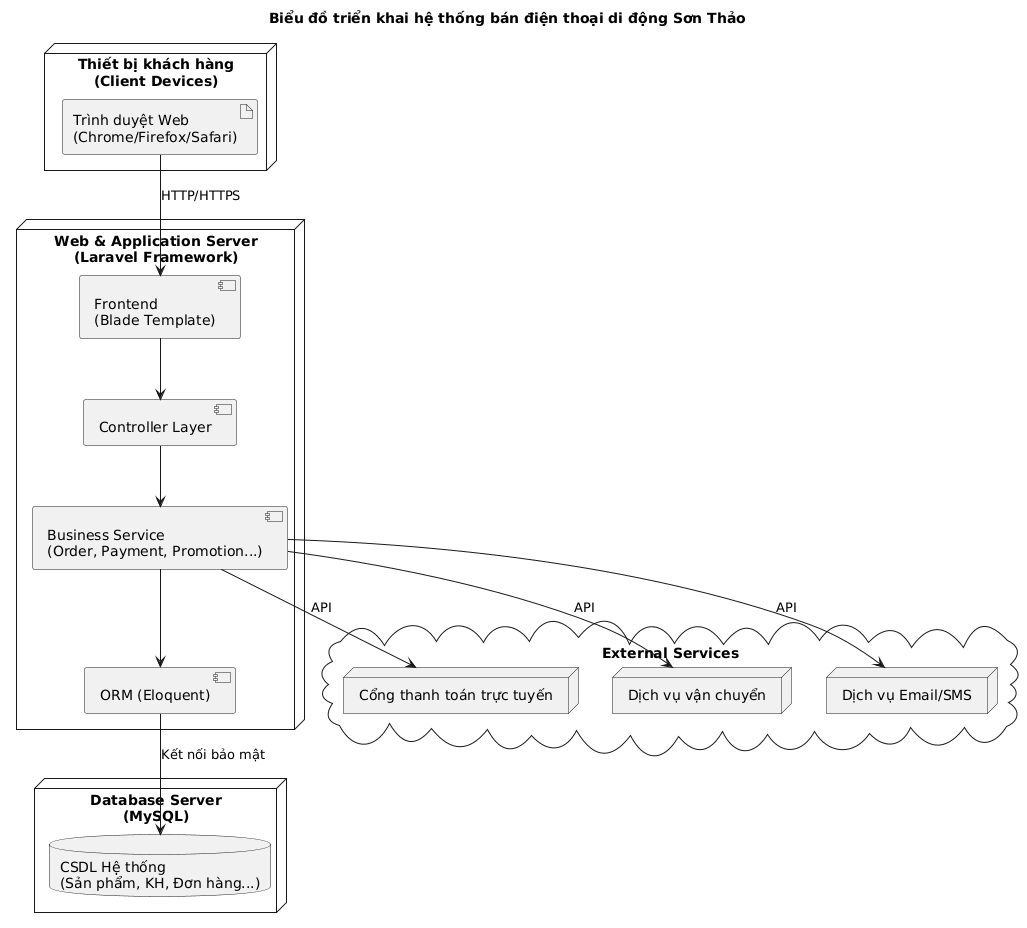 Biểu đồ triển khai hệ thống bán điện thoại di động Sơn Thảo
Thiết bị khách hàng
(Client Devices)
Trình duyệt Web
(Chrome/Firefox/Safari)
HTTP/HTTPS
Web & Application Server
(Laravel Framework)
Frontend
(Blade Template)
Controller Layer
Business Service
(Order, Payment, Promotion...)
API
API
API
External Services
ORM (Eloquent)
Cổng thanh toán trực tuyến
Dịch vụ vận chuyển
Dịch vụ Email/SMS
Kết nối bảo mật
Database Server
(MySQL)
CSDL Hệ thống
(Sản phẩm, KH, Đơn hàng...)